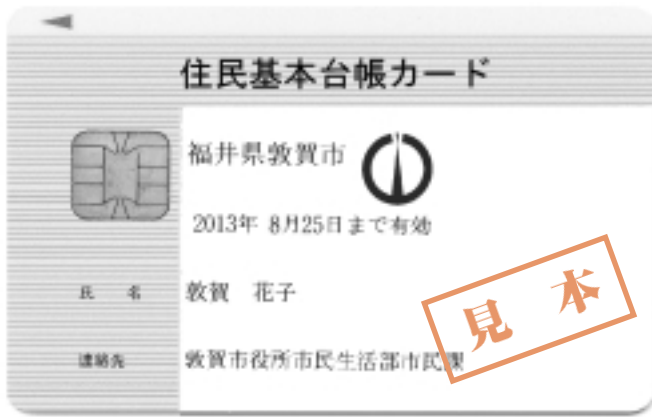 住民基本台帳カード
福井県敦賀市
2013年 8月25日まで有効
氏 名 敦賀 花子
連絡先 敦賀市役所市民生活部市民課
見本